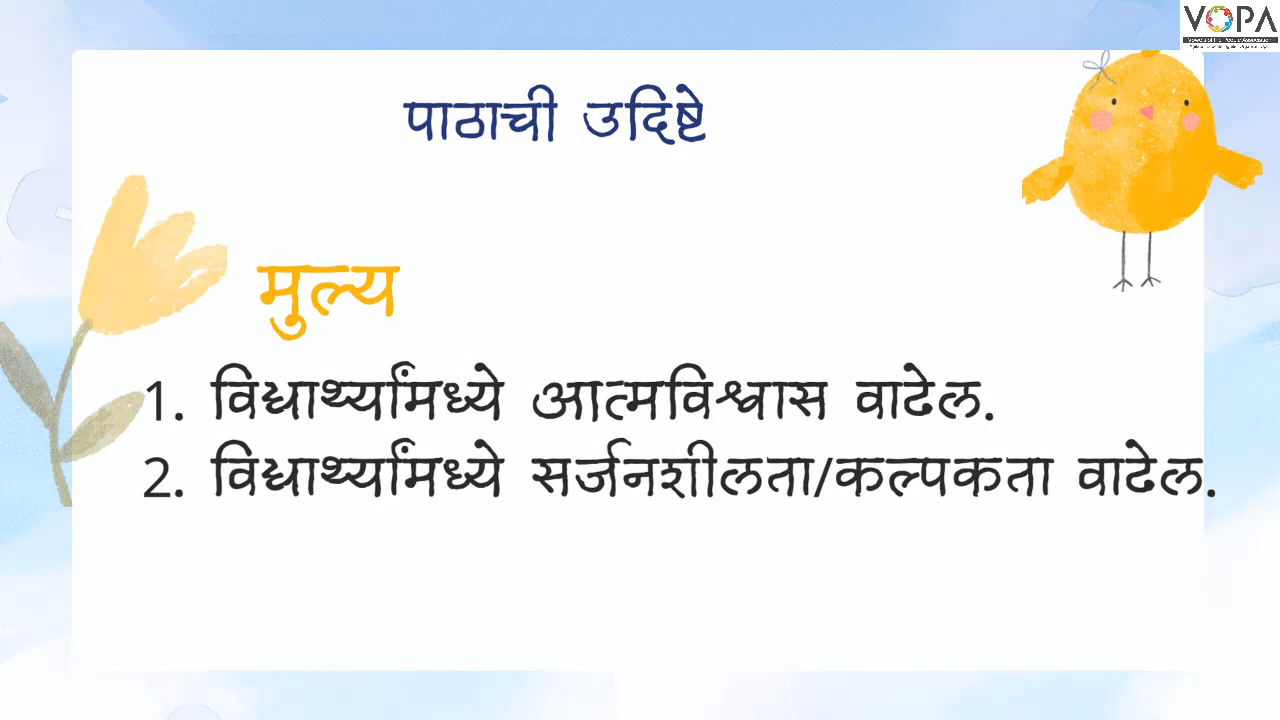 VOPA
पाठाची उदिष्टे
मुल्य
1. विद्यार्थ्यांमध्ये आत्मविश्वास वाढेल.
2. विद्यार्थ्यांमध्ये सर्जनशीलता/कल्पकता वाढेल.